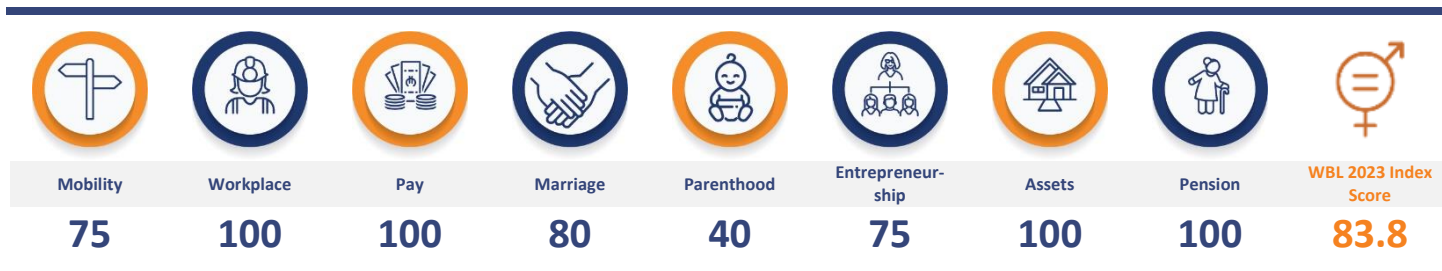 Mobility
Workplace
Pay
Marriage
Parenthood
Entrepreneur-
ship
Assets
Pension
WBL 2023 Index
Score
75
100
100
80
40
75
100
100
83.8